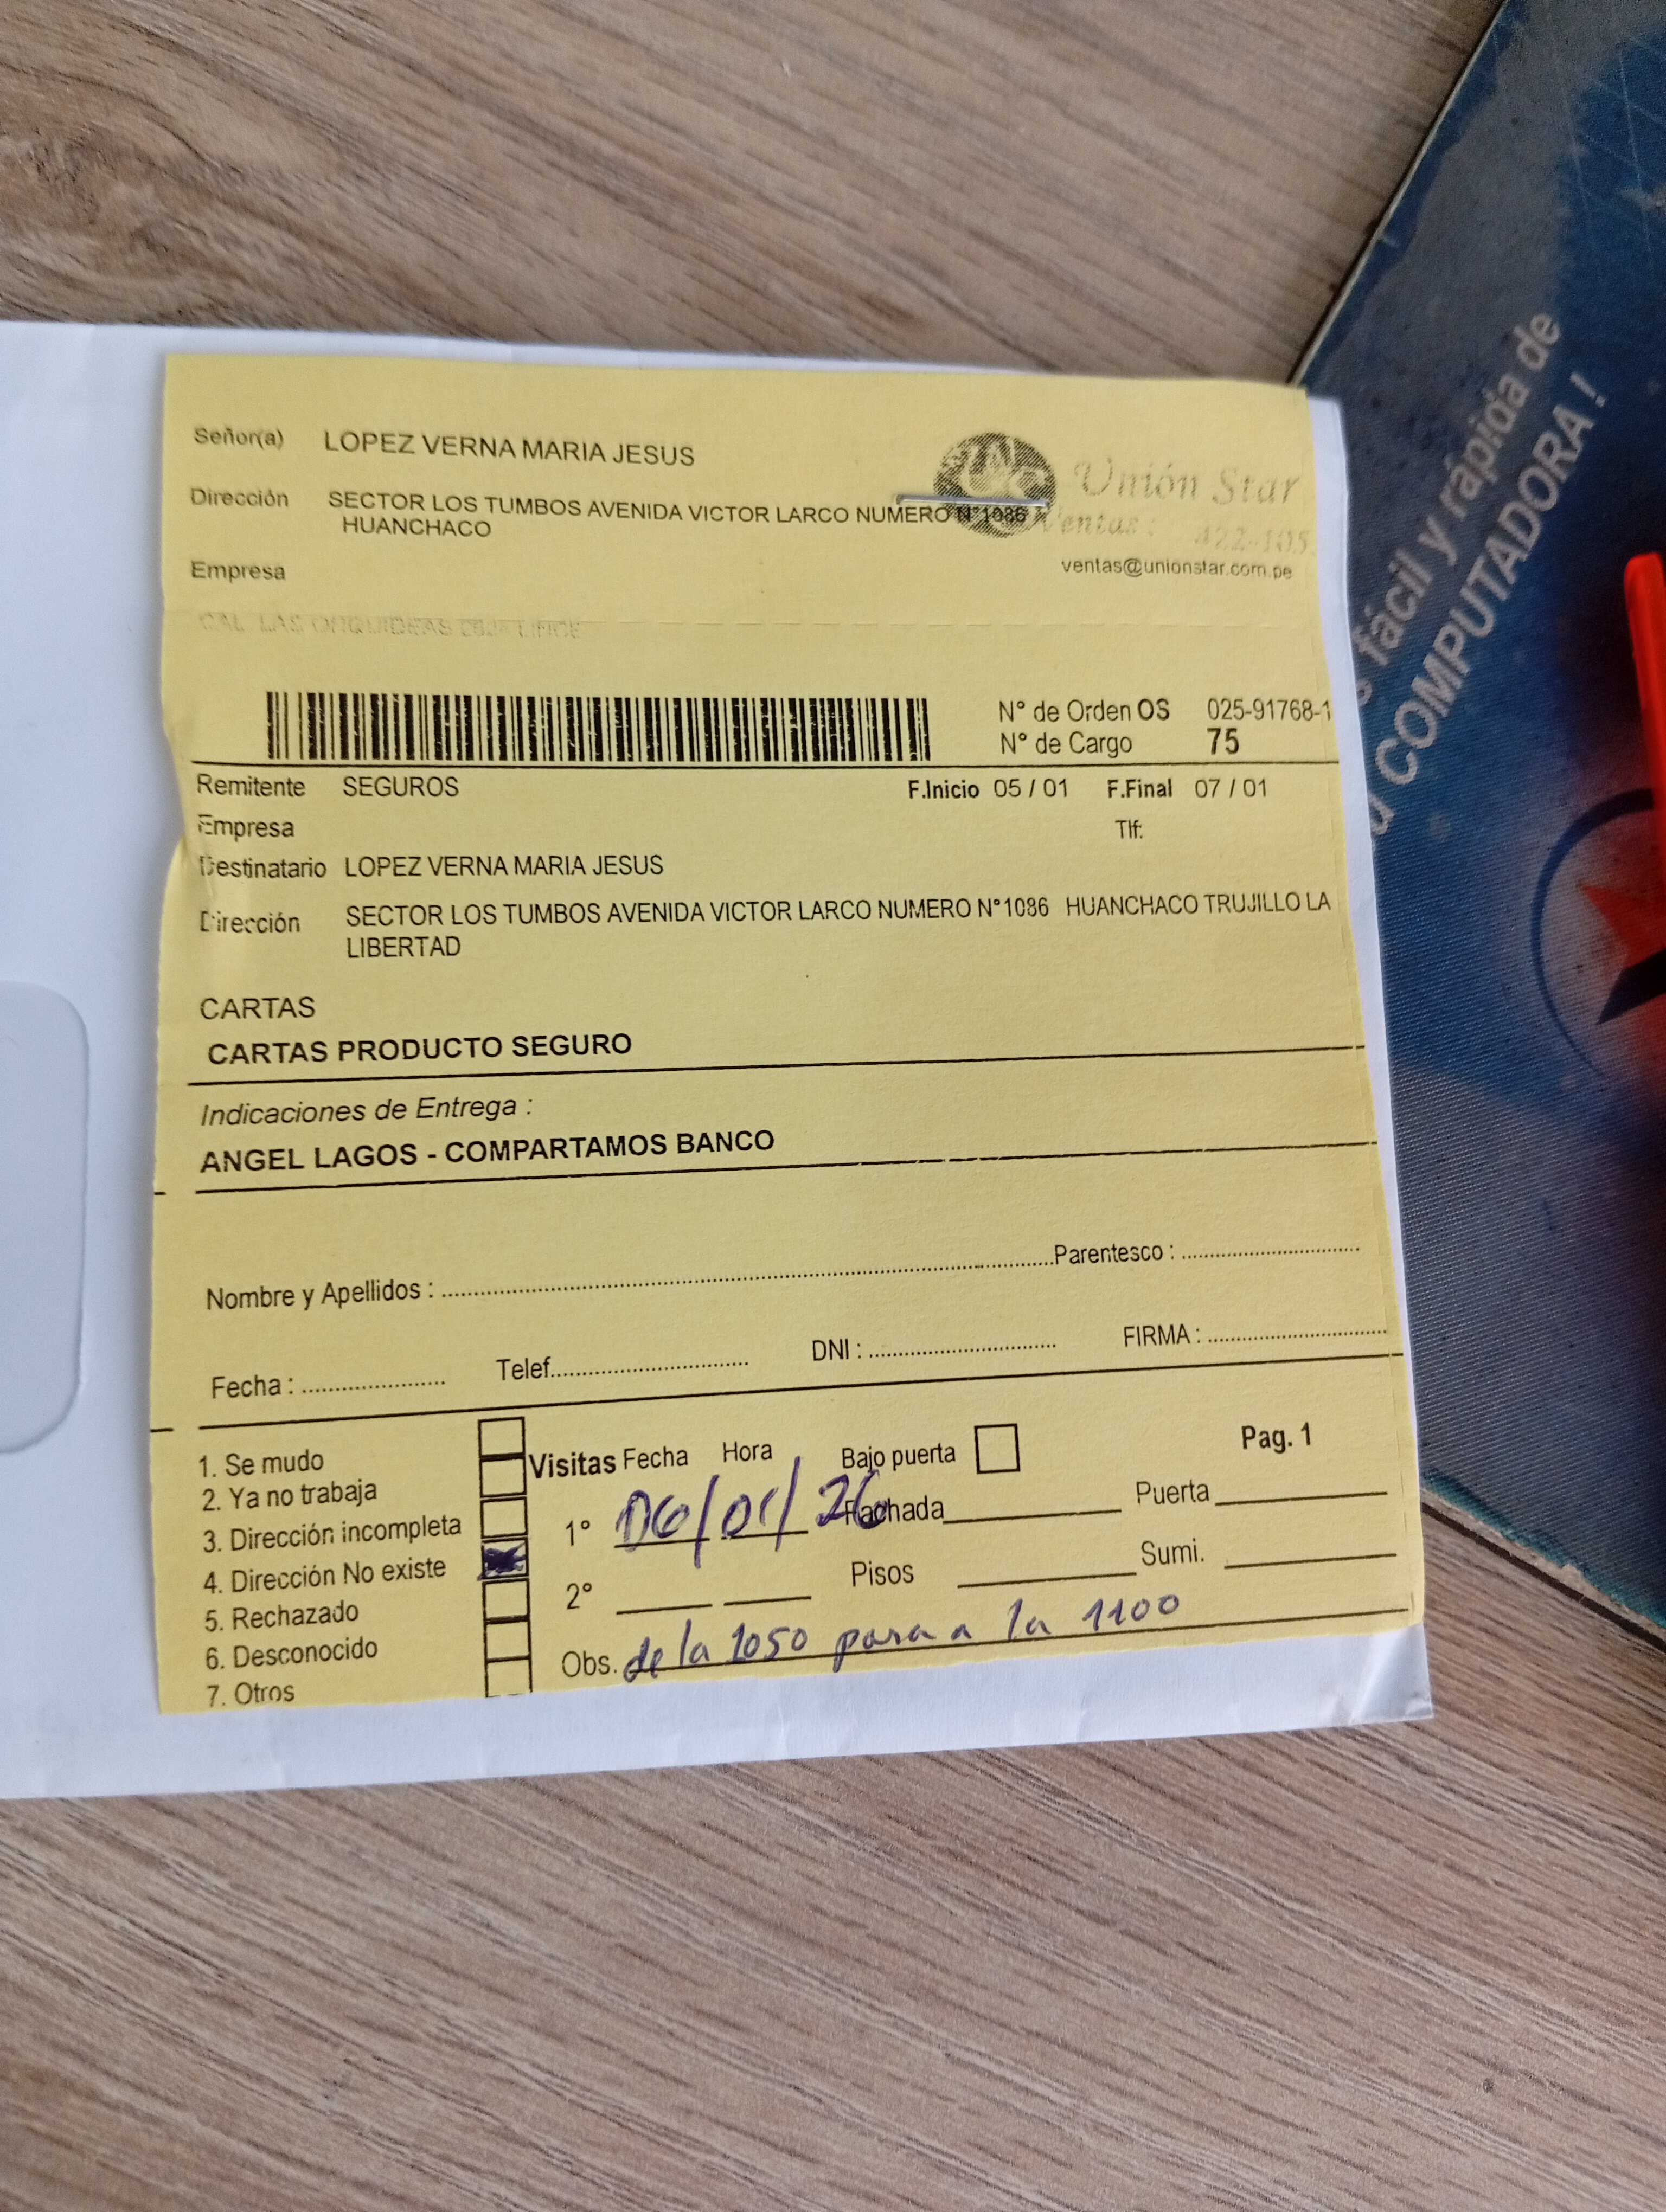 Señor(a) LOPEZ VERNA MARIA JESUS
Unión Star
Dirección SECTOR LOS TUMBOS AVENIDA VICTOR LARCO NUMERO N°1086
HUANCHACO
Ventas: 422-105
ventas@unionstar.com.pe
Empresa
CAL LAS ORQUIDEAS LINCE
N° de Orden OS 025-91768-1
N° de Cargo 75
Remitente SEGUROS F.Inicio 05 / 01 F.Final 07 / 01
Empresa Tlf:
Destinatario LOPEZ VERNA MARIA JESUS
Dirección SECTOR LOS TUMBOS AVENIDA VICTOR LARCO NUMERO N°1086 HUANCHACO TRUJILLO LA
LIBERTAD
CARTAS
CARTAS PRODUCTO SEGURO
Indicaciones de Entrega :
ANGEL LAGOS - COMPARTAMOS BANCO
Nombre y Apellidos : Parentesco :
Fecha : Telef. DNI : FIRMA :
1. Se mudo
2. Ya no trabaja
3. Dirección incompleta
4. Dirección No existe
5. Rechazado
6. Desconocido
7. Otros
Visitas Fecha Hora Bajo puerta Pag. 1
1° 06/01/26 Fachada Puerta
2° Pisos Sumi.
Obs. de la 1050 pasa a la 1100
fácil y rápida de
COMPUTADORA !